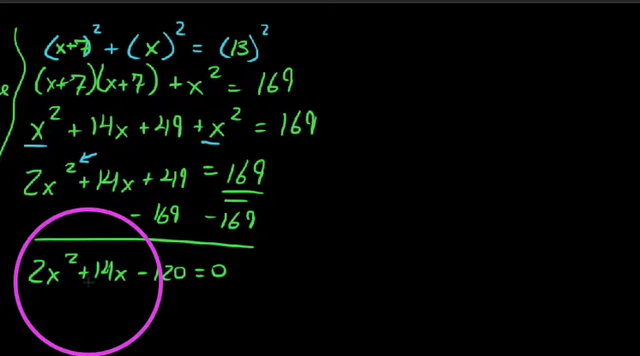 (x+7)² + (x)² = (13)²
(x+7)(x+7) + x² = 169
x² + 14x + 49 + x² = 169
2x² + 14x + 49 = 169
- 169 - 169
2x² + 14x - 120 = 0